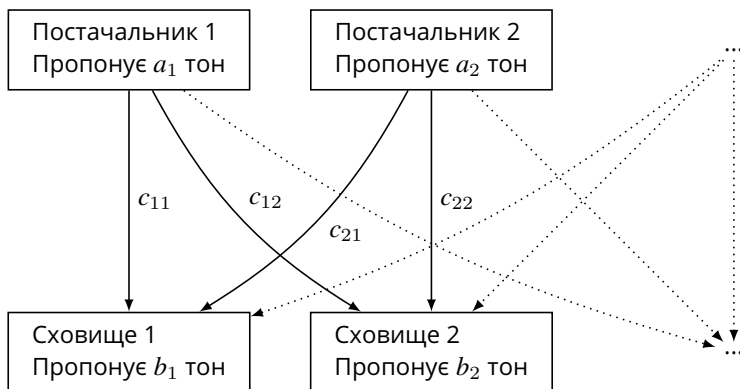 Постачальник 1
Пропонує a₁ тон
Постачальник 2
Пропонує a₂ тон
...
c₁₁
c₁₂
c₂₁
c₂₂
Сховище 1
Пропонує b₁ тон
Сховище 2
Пропонує b₂ тон
...